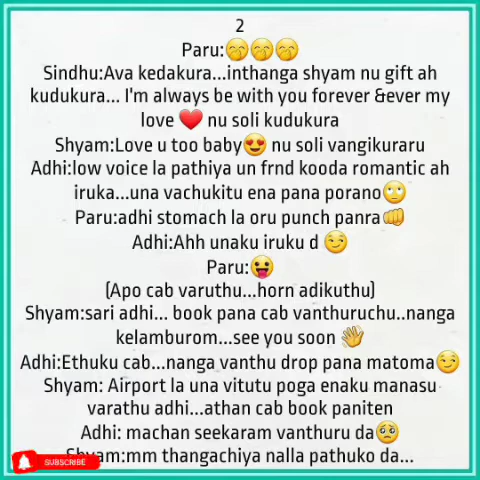 2
Paru:🤭🤭🤭
Sindhu:Ava kedakura...inthanga shyam nu gift ah
kudukura... I'm always be with you forever &ever my
love ❤️ nu soli kudukura
Shyam:Love u too baby😍 nu soli vangikuraru
Adhi:low voice la pathiya un frnd kooda romantic ah
iruka...una vachukitu ena pana porano🙄
Paru:adhi stomach la oru punch panra👊
Adhi:Ahh unaku iruku d 😏
Paru:😝
(Apo cab varuthu...horn adikuthu)
Shyam:sari adhi... book pana cab vanthuruchu..nanga
kelamburom...see you soon 👋
Adhi:Ethuku cab...nanga vanthu drop pana matoma😏
Shyam: Airport la una vitutu poga enaku manasu
varathu adhi...athan cab book paniten
Adhi: machan seekaram vanthuru da🥺
Shyam:mm thangachiya nalla pathuko da...
SUBSCRIBE